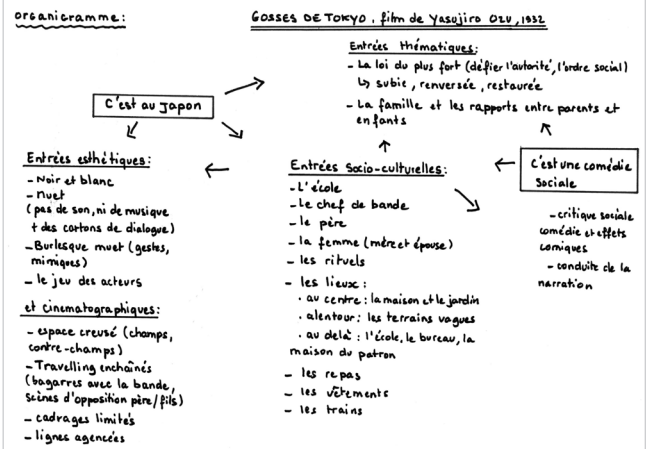 organigramme:
GOSSES DE TOKYO, film de Yasujiro OZU, 1932
Entrées thématiques:
- La loi du plus fort (défier l'autorité, l'ordre social)
↳ subie, renversée, restaurée
- La famille et les rapports entre parents et
enfants
C'est au Japon
Entrées esthétiques:
- Noir et blanc
- Muet
(pas de son, ni de musique
+ des cartons de dialogue)
- Burlesque muet (gestes,
mimiques)
- le jeu des acteurs
et cinematographiques:
- espace creusé (champs,
contre-champs)
- Travelling enchaînés
(bagarres avec la bande,
scènes d'opposition père/fils)
- cadrages limités
- lignes agencées
Entrées socio-culturelles:
- L'école
- Le chef de bande
- le père
- la femme (mère et épouse)
- les rituels
- les lieux:
. au centre: la maison et le jardin
. alentour: les terrains vagues
. au delà: l'école, le bureau, la
maison du patron
- les repas
- les vêtements
- les trains
C'est une comédie
Sociale
- critique sociale
comédie et effets
comiques
- conduite de la
narration